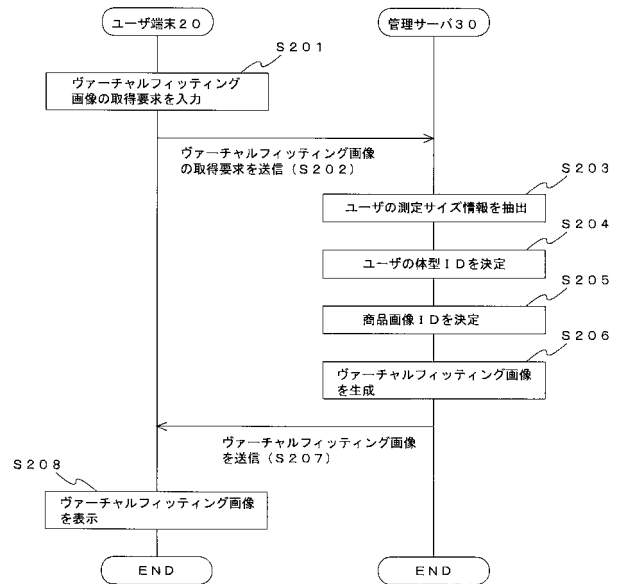 ユーザ端末20
管理サーバ30
S201
ヴァーチャルフィッティング
画像の取得要求を入力
ヴァーチャルフィッティング画像
の取得要求を送信(S202)
S203
ユーザの測定サイズ情報を抽出
S204
ユーザの体型IDを決定
S205
商品画像IDを決定
S206
ヴァーチャルフィッティング画像
を生成
ヴァーチャルフィッティング画像
を送信(S207)
S208
ヴァーチャルフィッティング画像
を表示
END
END